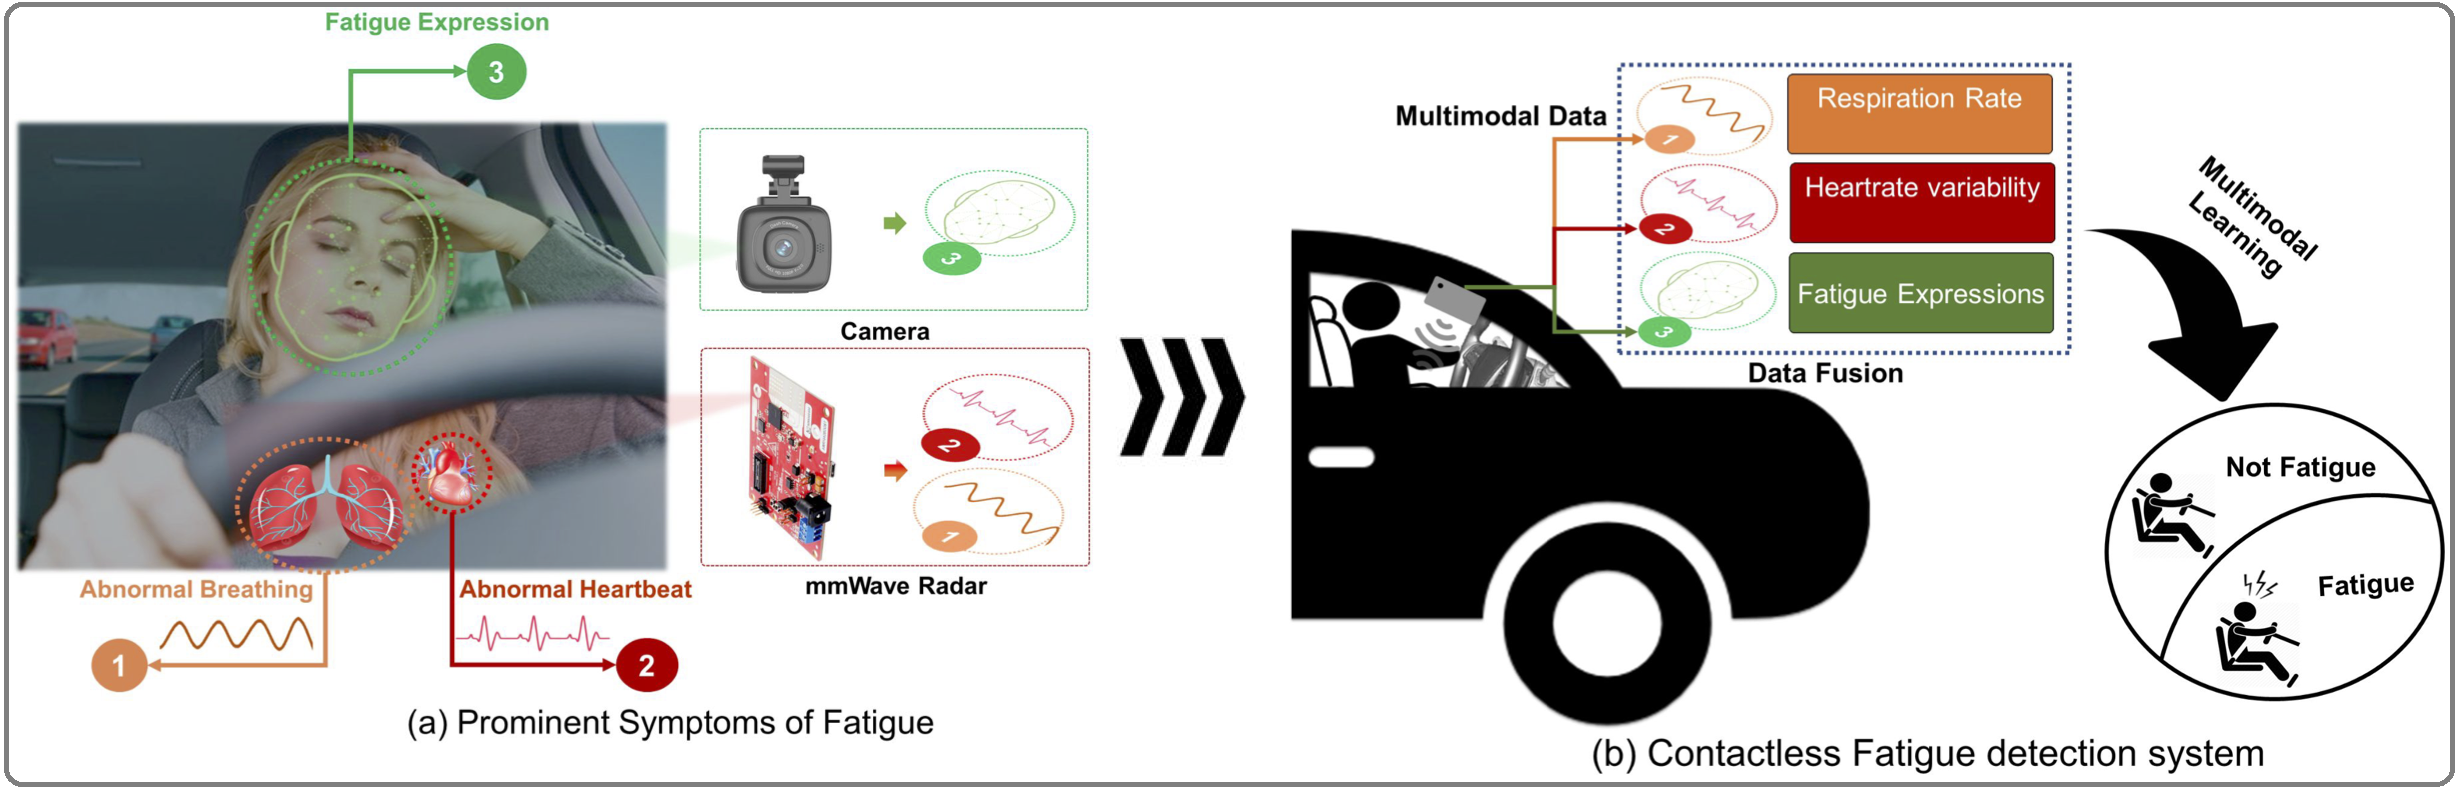 Fatigue Expression
3
Camera
3
mmWave Radar
2
1
Abnormal Breathing
1
Abnormal Heartbeat
2
(a) Prominent Symptoms of Fatigue
Multimodal Data
1
Respiration Rate
2
Heartrate variability
3
Fatigue Expressions
Data Fusion
Multimodal
Learning
Not Fatigue
Fatigue
(b) Contactless Fatigue detection system